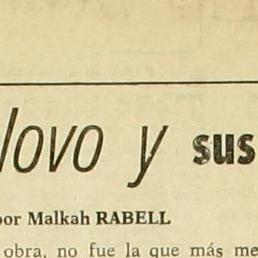 lovo y sus
por Malkah RABELL
obra, no fue la que más me